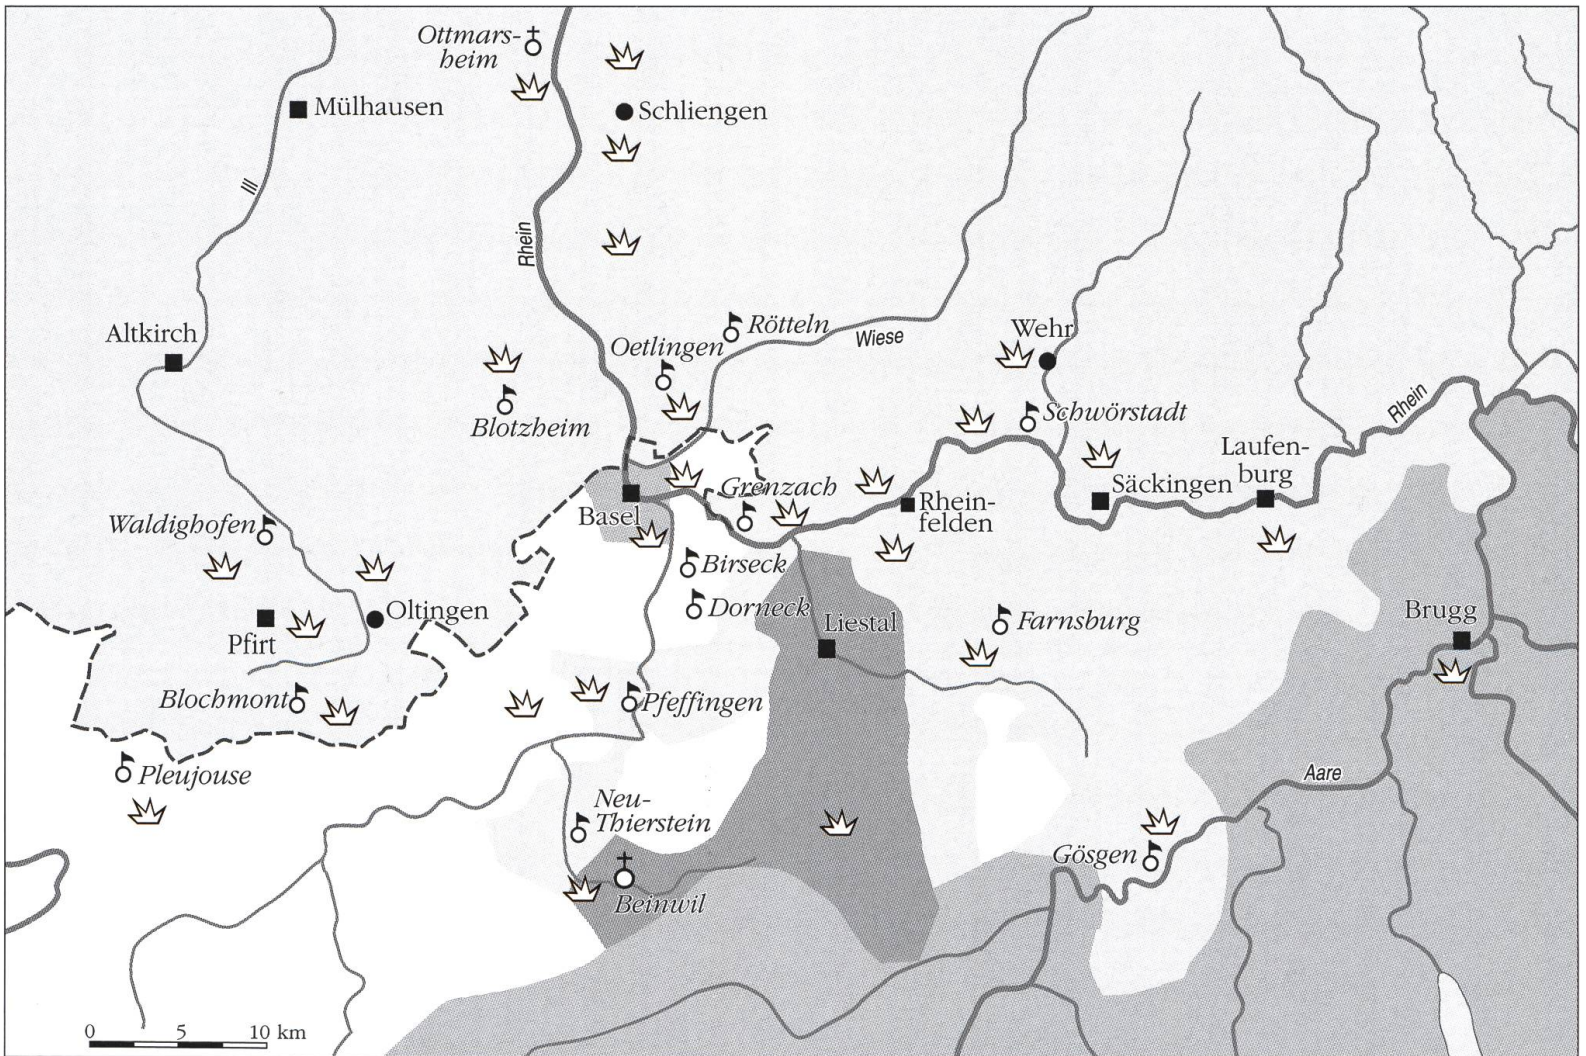 Ottmars-
heim
Mülhausen
Schliengen
Ill
Rhein
Altkirch
Rötteln
Oetlingen
Wiese
Wehr
Blotzheim
Schwörstadt
Rhein
Laufen-
burg
Säckingen
Grenzach
Rhein-
felden
Basel
Waldighofen
Birseck
Dorneck
Oltingen
Liestal
Farnsburg
Brugg
Pfirt
Blochmont
Pfeffingen
Pleujouse
Aare
Neu-
Thierstein
Gösgen
Beinwil
0 5 10 km